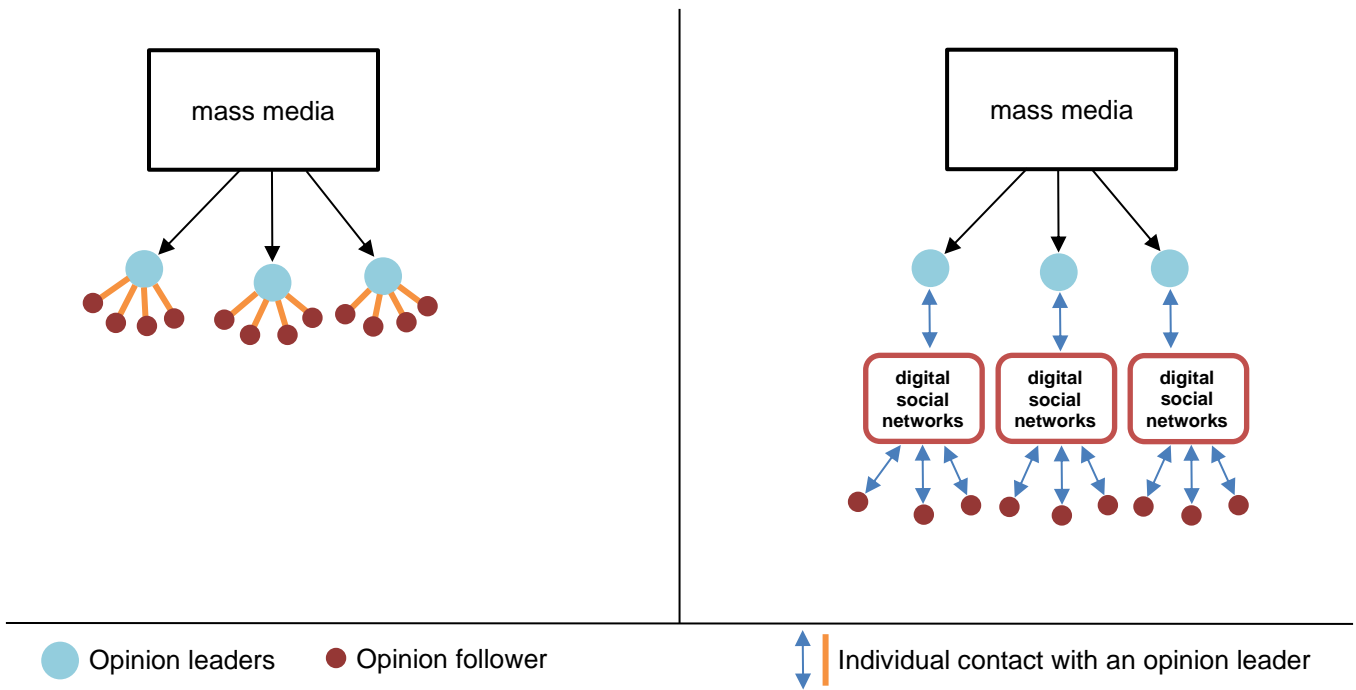 mass media
mass media
digital
social
networks
digital
social
networks
digital
social
networks
Opinion leaders
Opinion follower
Individual contact with an opinion leader